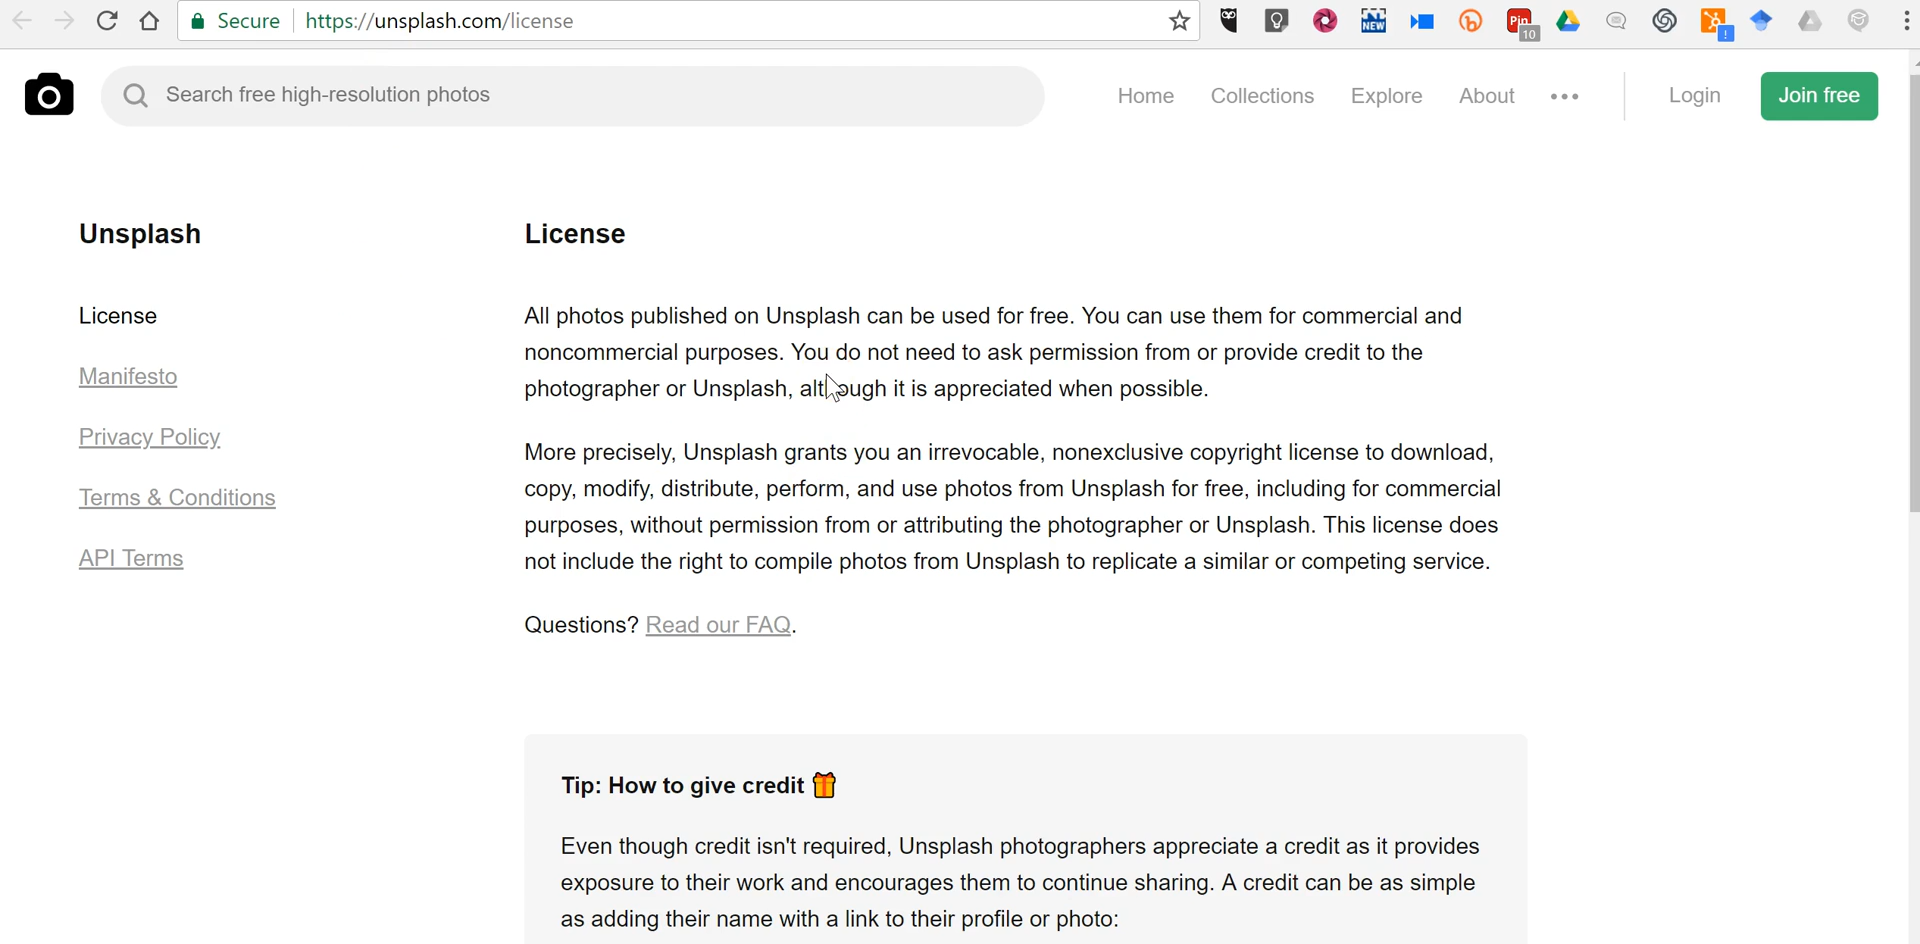 Secure https://unsplash.com/license
NEW
Pin
10
!
Search free high-resolution photos
Home Collections Explore About ••• Login Join free
Unsplash
License
Manifesto
Privacy Policy
Terms & Conditions
API Terms
License
All photos published on Unsplash can be used for free. You can use them for commercial and
noncommercial purposes. You do not need to ask permission from or provide credit to the
photographer or Unsplash, although it is appreciated when possible.
More precisely, Unsplash grants you an irrevocable, nonexclusive copyright license to download,
copy, modify, distribute, perform, and use photos from Unsplash for free, including for commercial
purposes, without permission from or attributing the photographer or Unsplash. This license does
not include the right to compile photos from Unsplash to replicate a similar or competing service.
Questions? Read our FAQ.
Tip: How to give credit 🎁
Even though credit isn't required, Unsplash photographers appreciate a credit as it provides
exposure to their work and encourages them to continue sharing. A credit can be as simple
as adding their name with a link to their profile or photo: